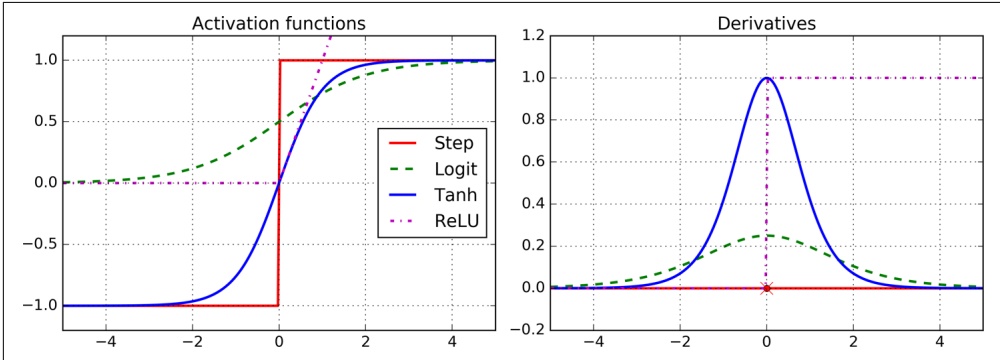 Activation functions
1.0
0.5
0.0
−0.5
−1.0
−4 −2 0 2 4
Step
Logit
Tanh
ReLU
Derivatives
1.2
1.0
0.8
0.6
0.4
0.2
0.0
−0.2
−4 −2 0 2 4